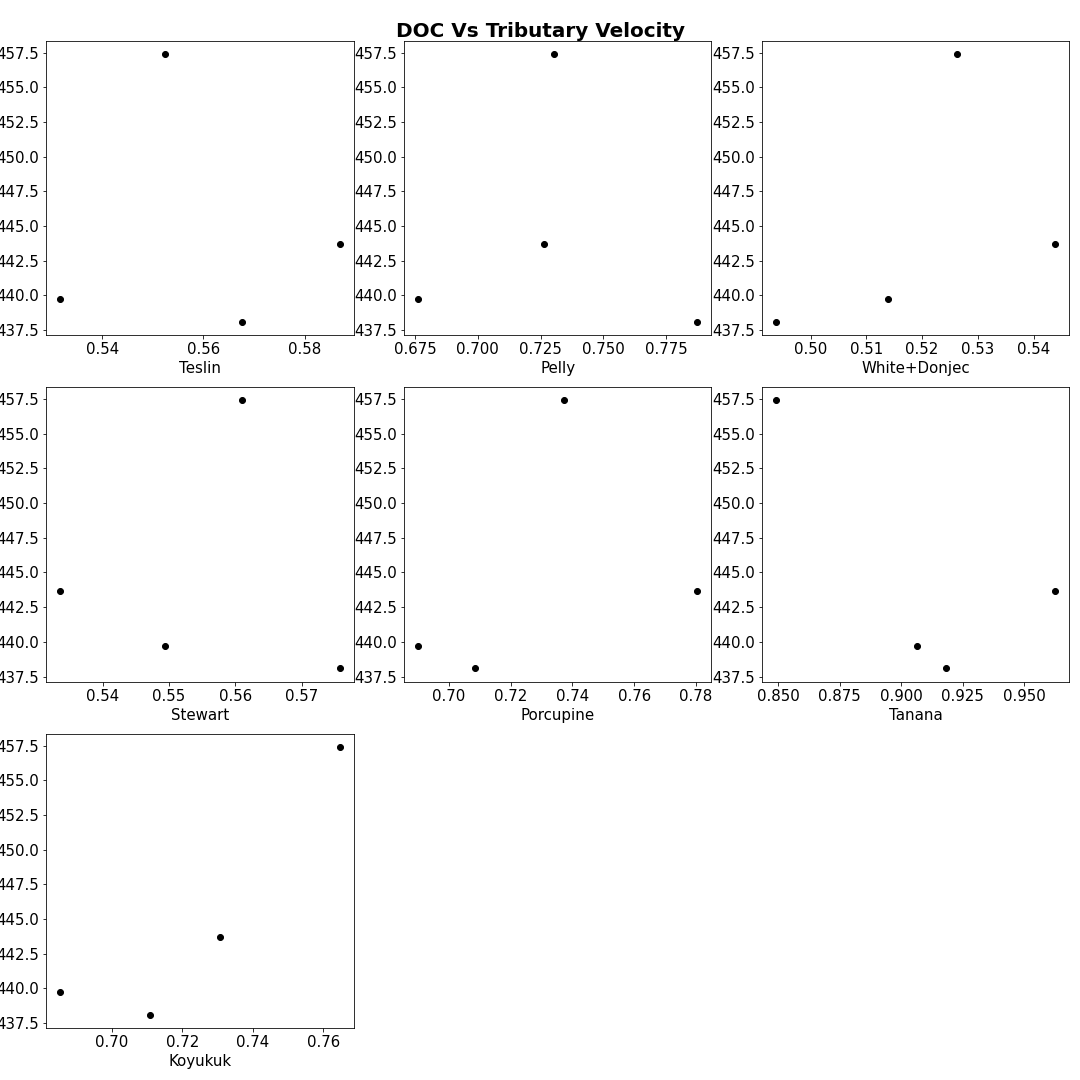 DOC Vs Tributary Velocity
457.5 457.5 457.5
455.0 455.0 455.0
452.5 452.5 452.5
450.0 450.0 450.0
447.5 447.5 447.5
445.0 445.0 445.0
442.5 442.5 442.5
440.0 440.0 440.0
437.5 437.5 437.5
0.54 0.56 0.58 0.675 0.700 0.725 0.750 0.775 0.50 0.51 0.52 0.53 0.54
Teslin Pelly White+Donjec
457.5 457.5 457.5
455.0 455.0 455.0
452.5 452.5 452.5
450.0 450.0 450.0
447.5 447.5 447.5
445.0 445.0 445.0
442.5 442.5 442.5
440.0 440.0 440.0
437.5 437.5 437.5
0.54 0.55 0.56 0.57 0.70 0.72 0.74 0.76 0.78 0.850 0.875 0.900 0.925 0.950
Stewart Porcupine Tanana
457.5
455.0
452.5
450.0
447.5
445.0
442.5
440.0
437.5
0.70 0.72 0.74 0.76
Koyukuk